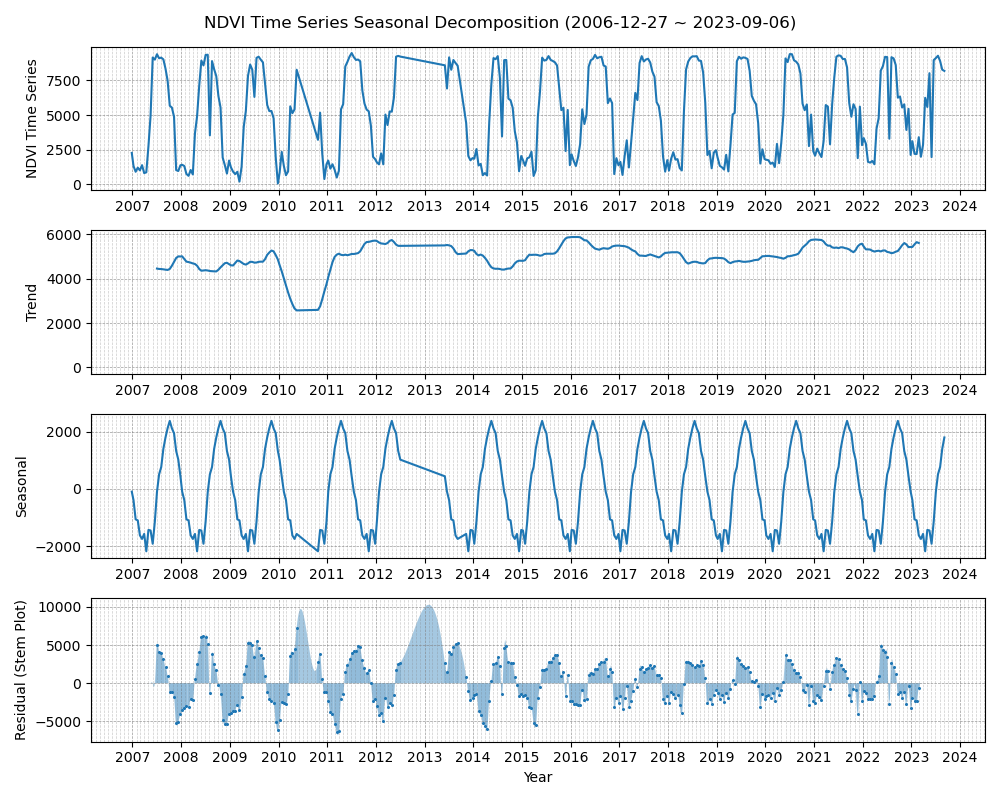 NDVI Time Series Seasonal Decomposition (2006-12-27 ~ 2023-09-06)
NDVI Time Series
7500
5000
2500
0
2007 2008 2009 2010 2011 2012 2013 2014 2015 2016 2017 2018 2019 2020 2021 2022 2023 2024
Trend
6000
4000
2000
0
2007 2008 2009 2010 2011 2012 2013 2014 2015 2016 2017 2018 2019 2020 2021 2022 2023 2024
Seasonal
2000
0
−2000
2007 2008 2009 2010 2011 2012 2013 2014 2015 2016 2017 2018 2019 2020 2021 2022 2023 2024
Residual (Stem Plot)
10000
5000
0
−5000
2007 2008 2009 2010 2011 2012 2013 2014 2015 2016 2017 2018 2019 2020 2021 2022 2023 2024
Year